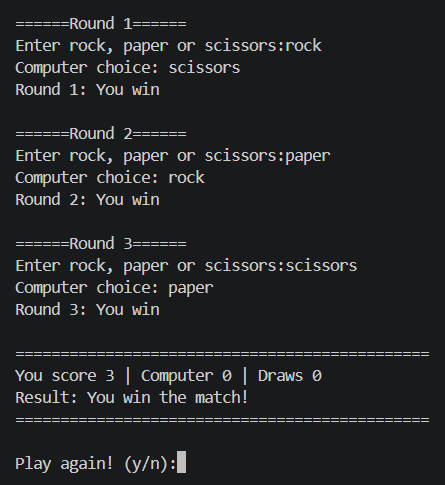 ======Round 1======
Enter rock, paper or scissors:rock
Computer choice: scissors
Round 1: You win
======Round 2======
Enter rock, paper or scissors:paper
Computer choice: rock
Round 2: You win
======Round 3======
Enter rock, paper or scissors:scissors
Computer choice: paper
Round 3: You win
==============================================
You score 3 | Computer 0 | Draws 0
Result: You win the match!
==============================================
Play again! (y/n):